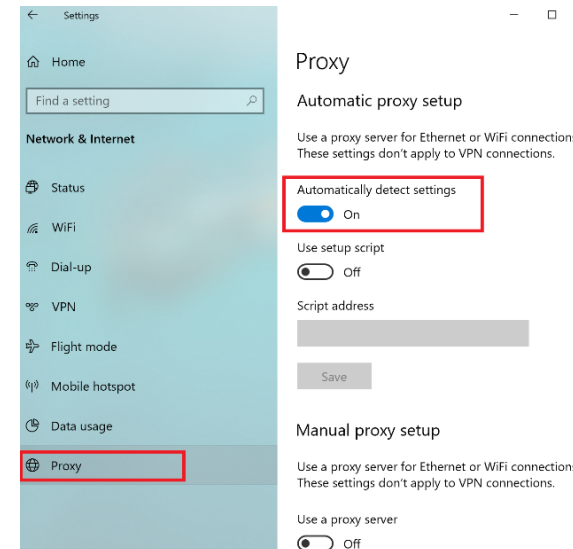 Settings
Home
Find a setting
Network & Internet
Status
WiFi
Dial-up
VPN
Flight mode
Mobile hotspot
Data usage
Proxy
Proxy
Automatic proxy setup
Use a proxy server for Ethernet or WiFi connections
These settings don't apply to VPN connections.
Automatically detect settings
On
Use setup script
Off
Script address
Save
Manual proxy setup
Use a proxy server for Ethernet or WiFi connections
These settings don't apply to VPN connections.
Use a proxy server
Off